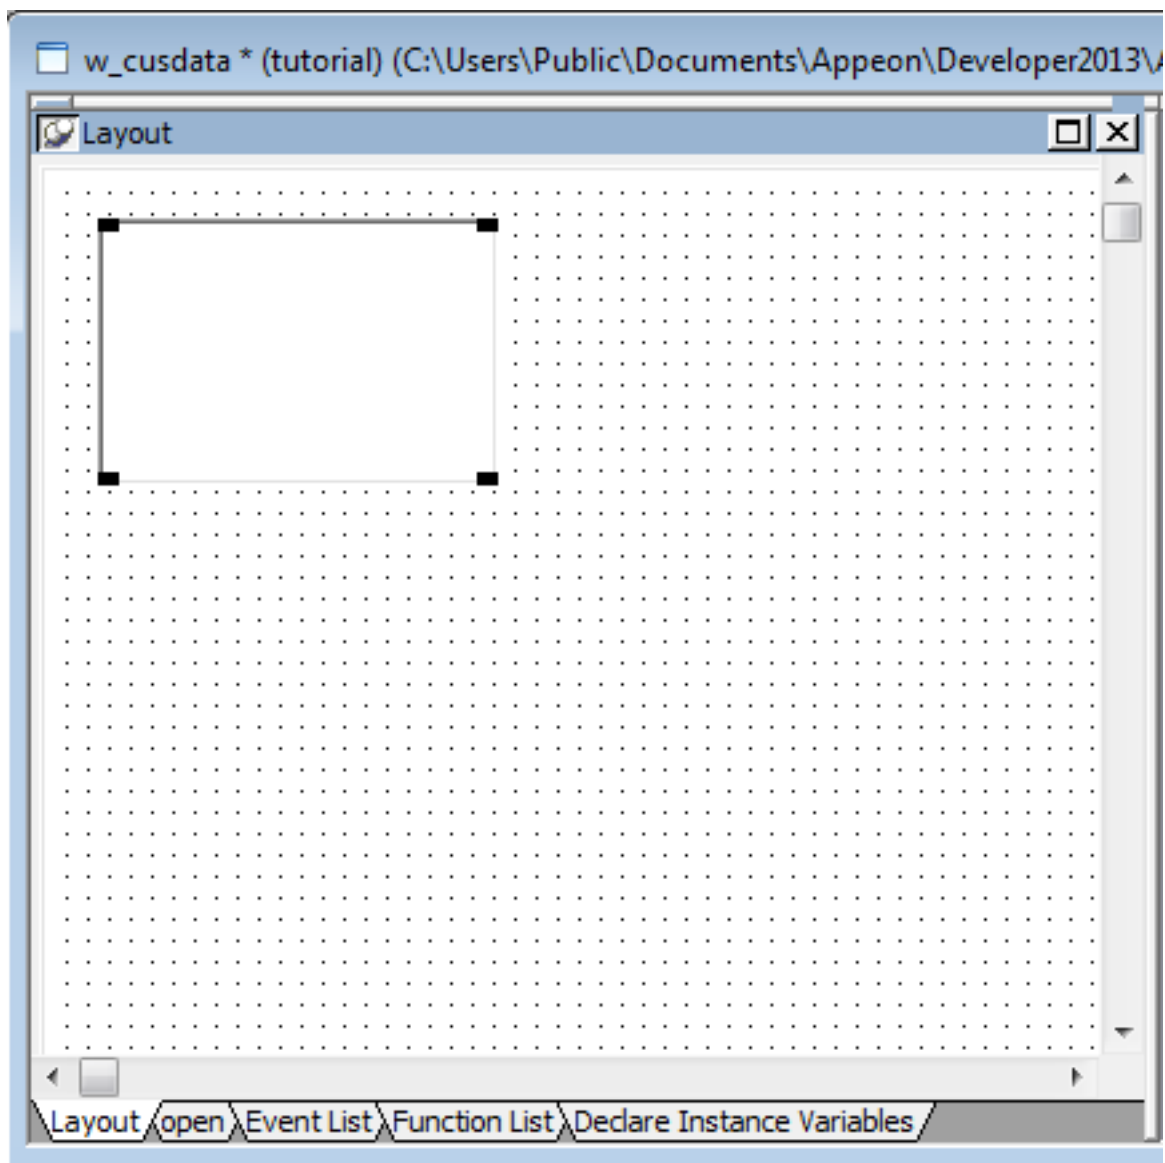 w_cusdata * (tutorial) (C:\Users\Public\Documents\Appeon\Developer2013\
Layout
Layout open Event List Function List Declare Instance Variables